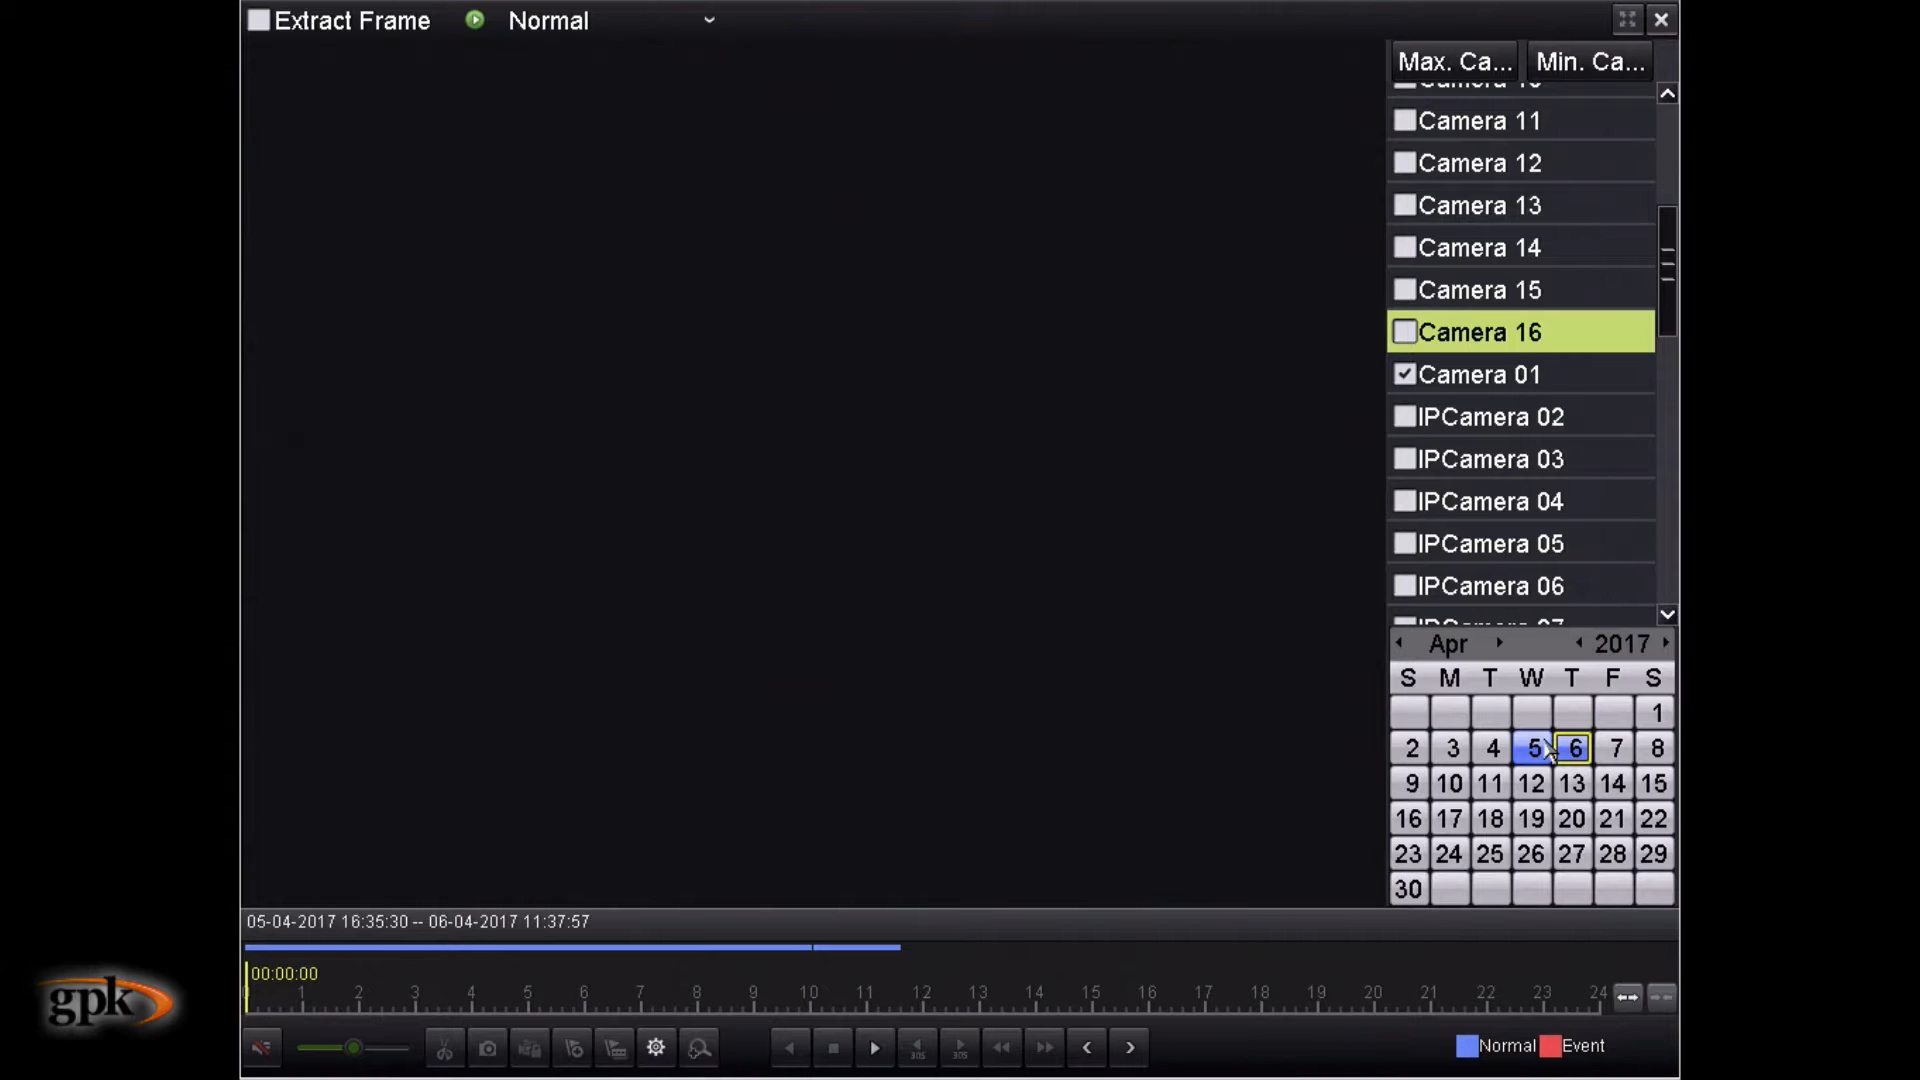 Extract Frame Normal
Max. Ca... Min. Ca...
Camera 11
Camera 12
Camera 13
Camera 14
Camera 15
Camera 16
Camera 01
IPCamera 02
IPCamera 03
IPCamera 04
IPCamera 05
IPCamera 06
Apr 2017
S M T W T F S
1
2 3 4 5 6 7 8
9 10 11 12 13 14 15
16 17 18 19 20 21 22
23 24 25 26 27 28 29
30
05-04-2017 16:35:30 -- 06-04-2017 11:37:57
00:00:00
1 2 3 4 5 6 7 8 9 10 11 12 13 14 15 16 17 18 19 20 21 22 23 24
30S 30S
Normal Event
gpk